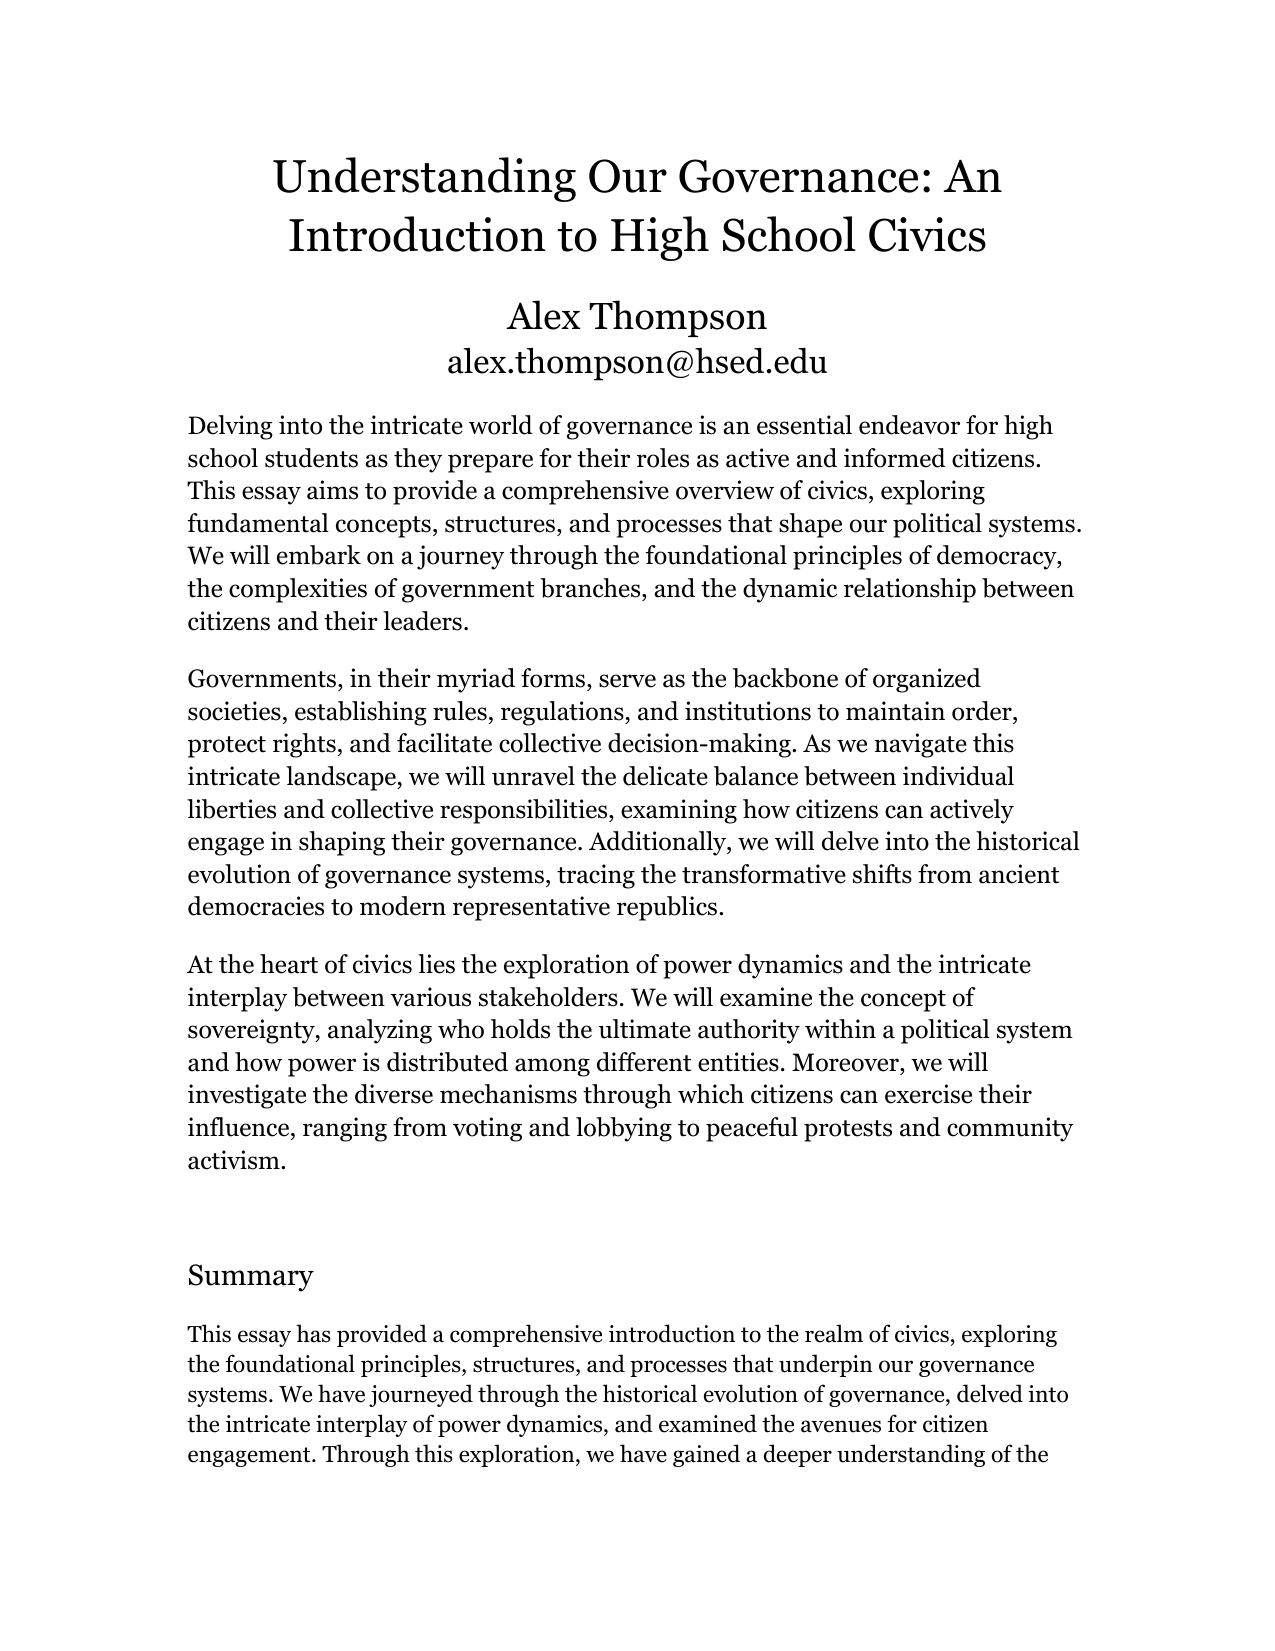 Understanding Our Governance: An
Introduction to High School Civics
Alex Thompson
alex.thompson@hsed.edu
Delving into the intricate world of governance is an essential endeavor for high
school students as they prepare for their roles as active and informed citizens.
This essay aims to provide a comprehensive overview of civics, exploring
fundamental concepts, structures, and processes that shape our political systems.
We will embark on a journey through the foundational principles of democracy,
the complexities of government branches, and the dynamic relationship between
citizens and their leaders.
Governments, in their myriad forms, serve as the backbone of organized
societies, establishing rules, regulations, and institutions to maintain order,
protect rights, and facilitate collective decision-making. As we navigate this
intricate landscape, we will unravel the delicate balance between individual
liberties and collective responsibilities, examining how citizens can actively
engage in shaping their governance. Additionally, we will delve into the historical
evolution of governance systems, tracing the transformative shifts from ancient
democracies to modern representative republics.
At the heart of civics lies the exploration of power dynamics and the intricate
interplay between various stakeholders. We will examine the concept of
sovereignty, analyzing who holds the ultimate authority within a political system
and how power is distributed among different entities. Moreover, we will
investigate the diverse mechanisms through which citizens can exercise their
influence, ranging from voting and lobbying to peaceful protests and community
activism.
Summary
This essay has provided a comprehensive introduction to the realm of civics, exploring
the foundational principles, structures, and processes that underpin our governance
systems. We have journeyed through the historical evolution of governance, delved into
the intricate interplay of power dynamics, and examined the avenues for citizen
engagement. Through this exploration, we have gained a deeper understanding of the